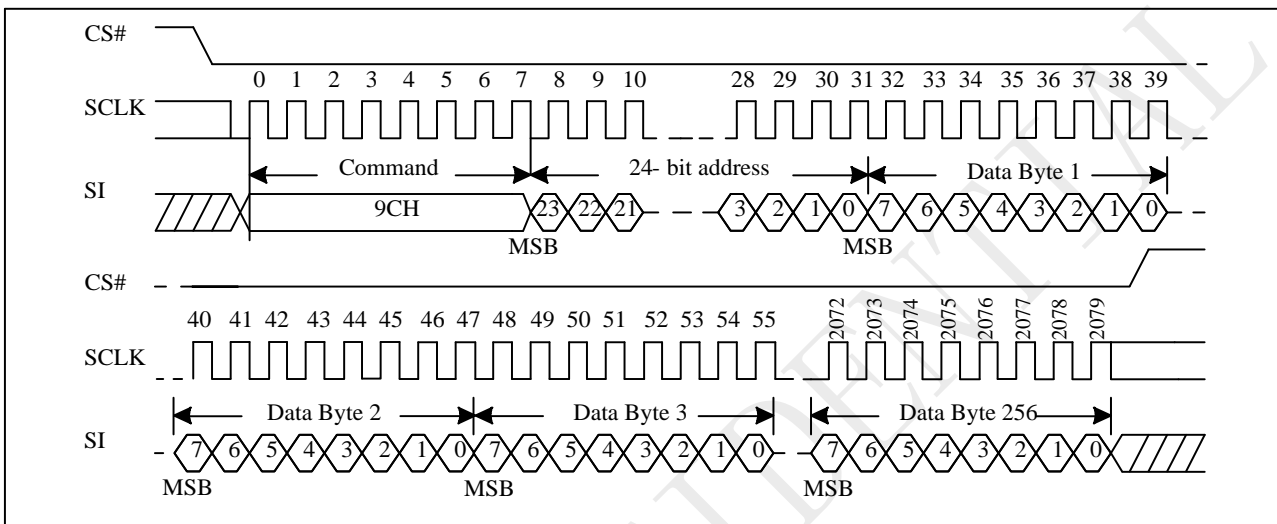 CS#
0 1 2 3 4 5 6 7 8 9 10 28 29 30 31 32 33 34 35 36 37 38 39
SCLK
Command 24- bit address Data Byte 1
SI
9CH 23 22 21 3 2 1 0 7 6 5 4 3 2 1 0
MSB MSB
CS#
40 41 42 43 44 45 46 47 48 49 50 51 52 53 54 55 2072 2073 2074 2075 2076 2077 2078 2079
SCLK
Data Byte 2 Data Byte 3 Data Byte 256
SI
7 6 5 4 3 2 1 0 7 6 5 4 3 2 1 0 7 6 5 4 3 2 1 0
MSB MSB MSB
IDENTIAL